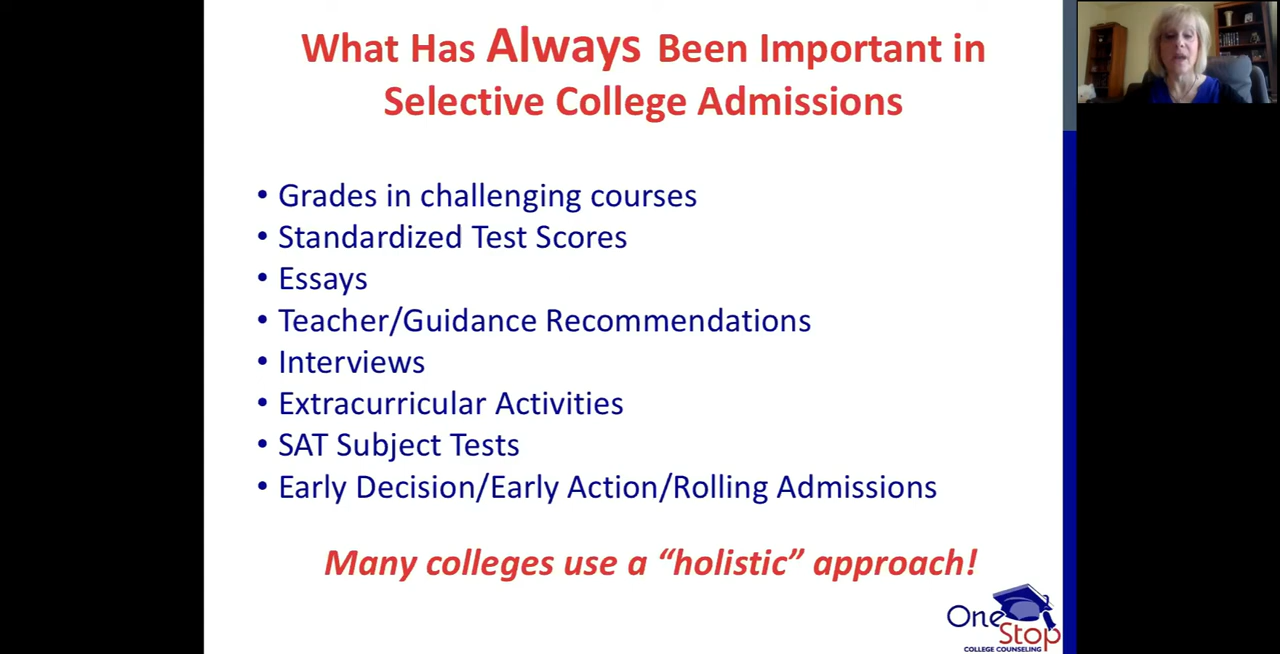 What Has Always Been Important in
Selective College Admissions
• Grades in challenging courses
• Standardized Test Scores
• Essays
• Teacher/Guidance Recommendations
• Interviews
• Extracurricular Activities
• SAT Subject Tests
• Early Decision/Early Action/Rolling Admissions
Many colleges use a “holistic” approach!
One
Stop
COLLEGE COUNSELING